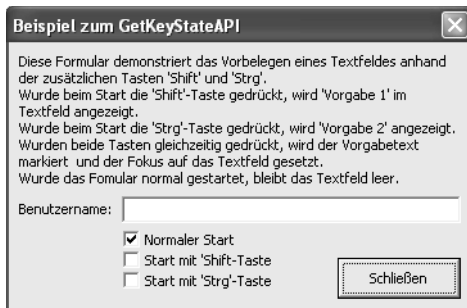 Beispiel zum GetKeyStateAPI
Diese Formular demonstriert das Vorbelegen eines Textfeldes anhand
der zusätzlichen Tasten 'Shift' und 'Strg'.
Wurde beim Start die 'Shift'-Taste gedrückt, wird 'Vorgabe 1' im
Textfeld angezeigt.
Wurde beim Start die 'Strg'-Taste gedrückt, wird 'Vorgabe 2' angezeigt.
Wurden beide Tasten gleichzeitig gedrückt, wird der Vorgabetext
markiert und der Fokus auf das Textfeld gesetzt.
Wurde das Fomular normal gestartet, bleibt das Textfeld leer.
Benutzername:
Normaler Start
Start mit 'Shift-Taste
Start mit 'Strg'-Taste
Schließen